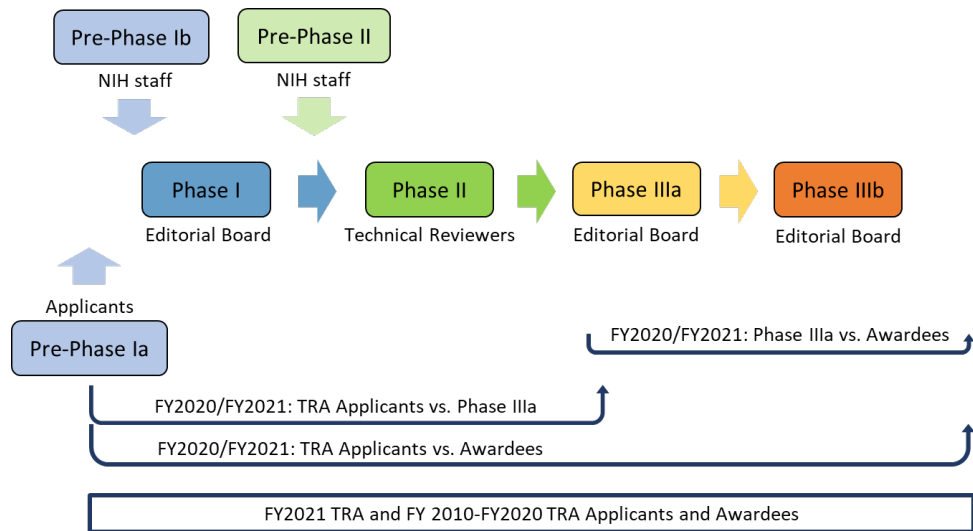 Pre-Phase Ib
Pre-Phase II
NIH staff
NIH staff
Phase I
Phase II
Phase IIIa
Phase IIIb
Editorial Board
Technical Reviewers
Editorial Board
Editorial Board
Applicants
Pre-Phase Ia
FY2020/FY2021: Phase IIIa vs. Awardees
FY2020/FY2021: TRA Applicants vs. Phase IIIa
FY2020/FY2021: TRA Applicants vs. Awardees
FY2021 TRA and FY 2010-FY2020 TRA Applicants and Awardees